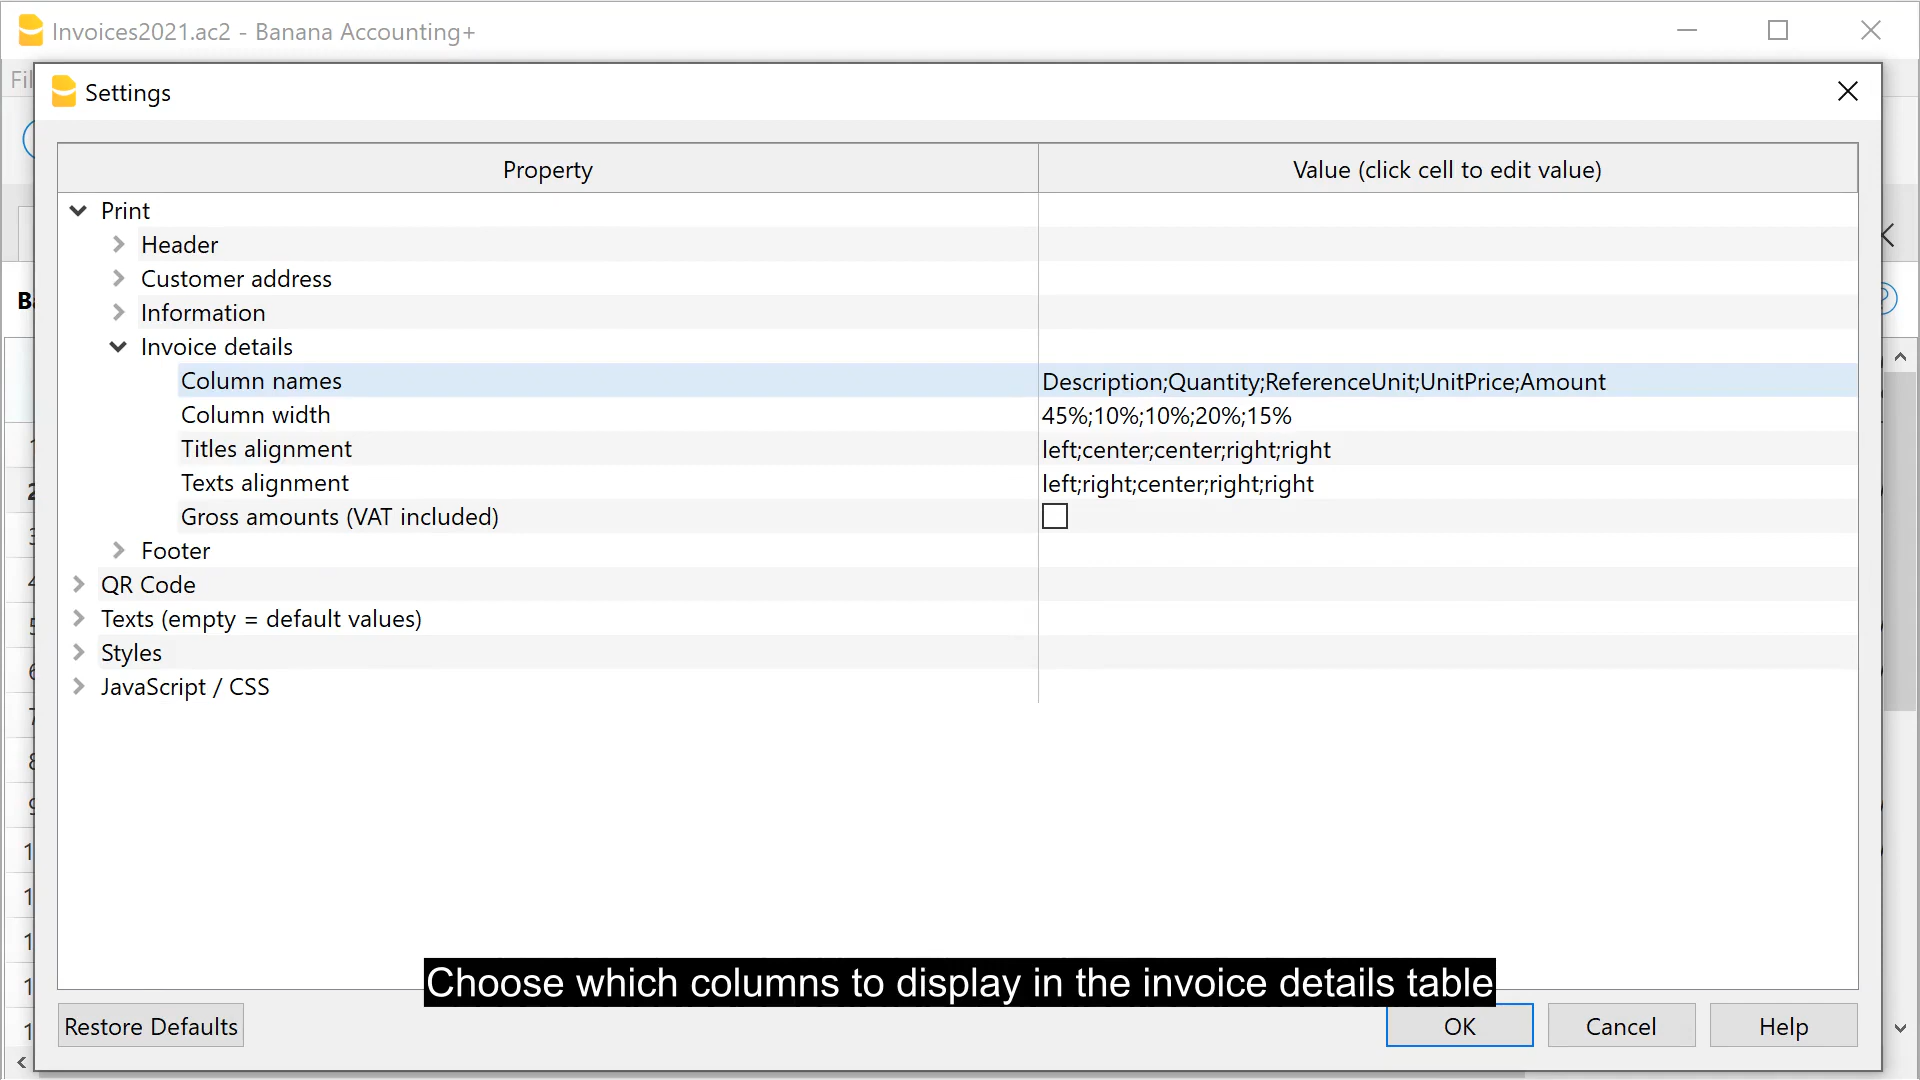 Invoices2021.ac2 - Banana Accounting+
Fil
Settings
Property
Value (click cell to edit value)
Print
Header
Customer address
Information
Invoice details
Column names
Description;Quantity;ReferenceUnit;UnitPrice;Amount
Column width
45%;10%;10%;20%;15%
Titles alignment
left;center;center;right;right
Texts alignment
left;right;center;right;right
Gross amounts (VAT included)
Footer
QR Code
Texts (empty = default values)
Styles
JavaScript / CSS
Choose which columns to display in the invoice details table
Restore Defaults
OK
Cancel
Help